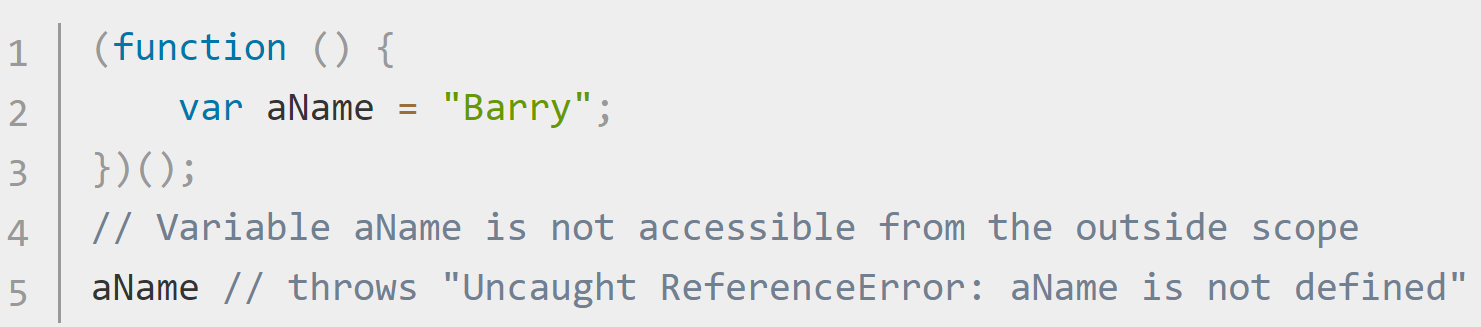 1 (function () {
2     var aName = "Barry";
3 })();
4 // Variable aName is not accessible from the outside scope
5 aName // throws "Uncaught ReferenceError: aName is not defined"